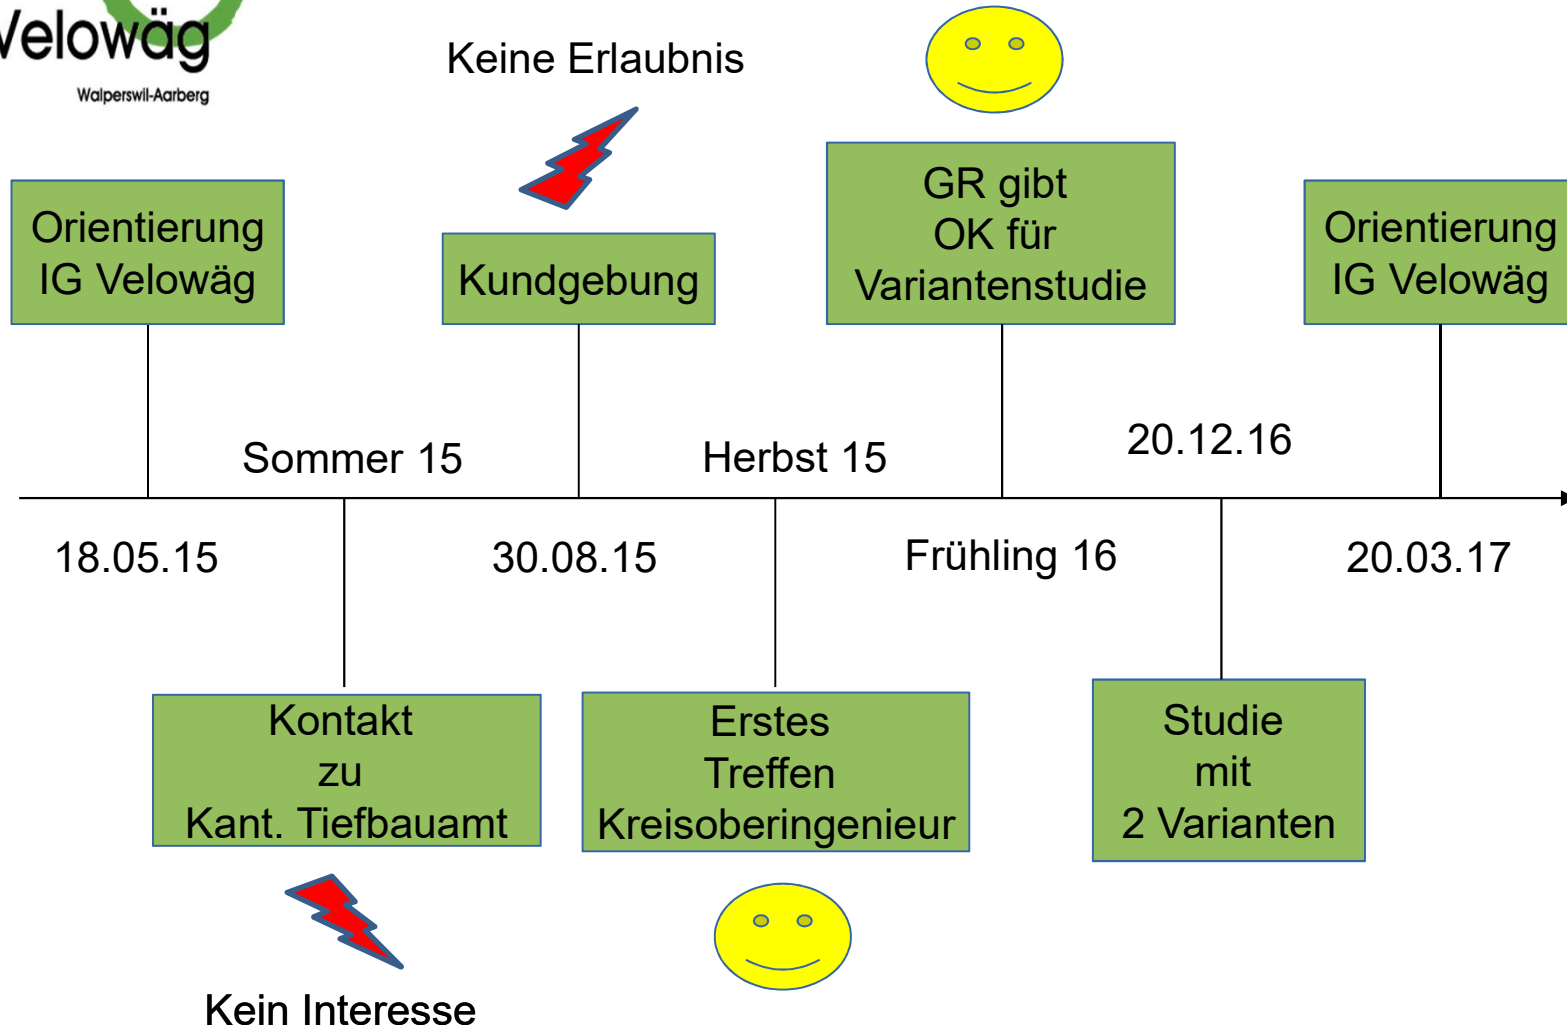 Velowäg
Walperswil-Aarberg
Keine Erlaubnis
Orientierung
IG Velowäg
Kundgebung
GR gibt
OK für
Variantenstudie
Orientierung
IG Velowäg
Sommer 15
Herbst 15
20.12.16
18.05.15
30.08.15
Frühling 16
20.03.17
Kontakt
zu
Kant. Tiefbauamt
Erstes
Treffen
Kreisoberingenieur
Studie
mit
2 Varianten
Kein Interesse